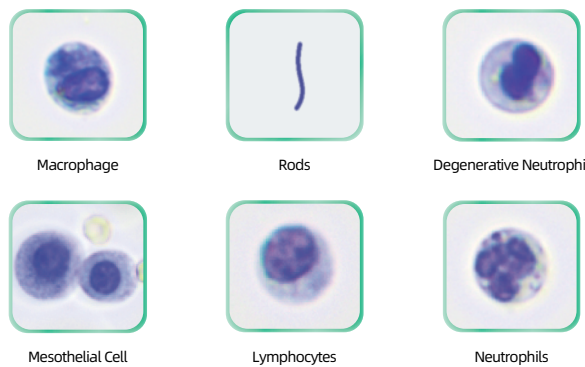 Macrophage
Rods
Degenerative Neutrophi
Mesothelial Cell
Lymphocytes
Neutrophils